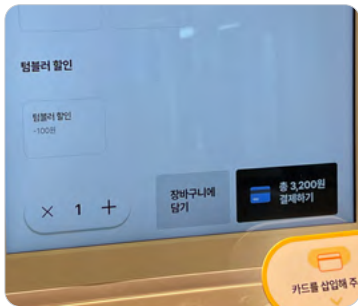 텀블러 할인
텀블러 할인
-100원
× 1 +
장바구니에
담기
총 3,200원
결제하기
카드를 삽입해 주